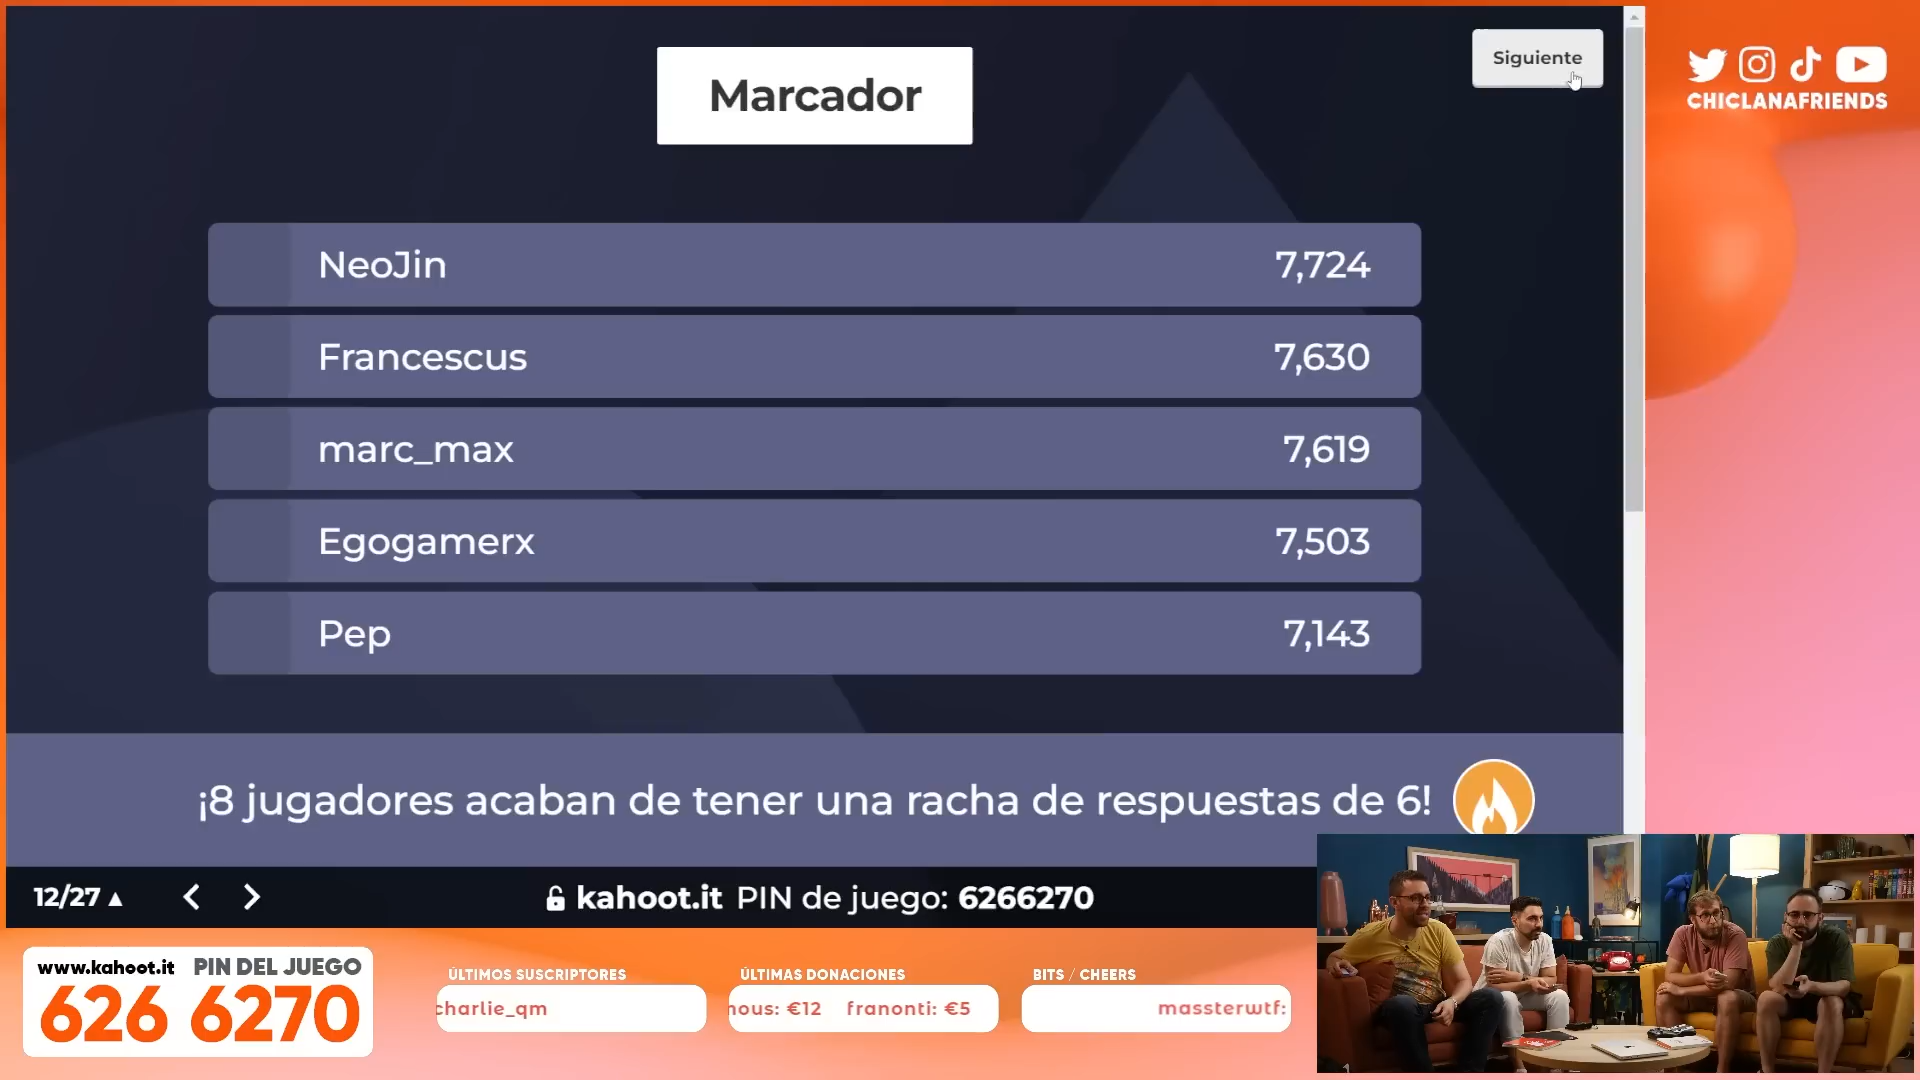 Marcador
Siguiente
CHICLANAFRIENDS
NeoJin 7,724
Francescus 7,630
marc_max 7,619
Egogamerx 7,503
Pep 7,143
¡8 jugadores acaban de tener una racha de respuestas de 6!
12/27
kahoot.it PIN de juego: 6266270
www.kahoot.it PIN DEL JUEGO
626 6270
ÚLTIMOS SUSCRIPTORES
charlie_qm
ÚLTIMAS DONACIONES
nous: €12 franonti: €5
BITS / CHEERS
massterwtf: